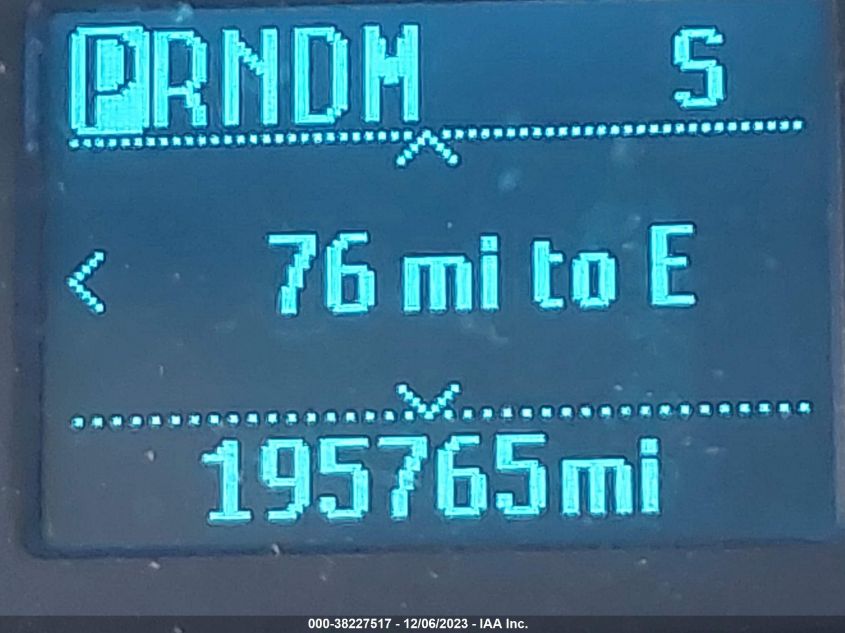 PRNDM S
< 76 mi to E
195765mi
000-38227517 - 12/06/2023 - IAA Inc.